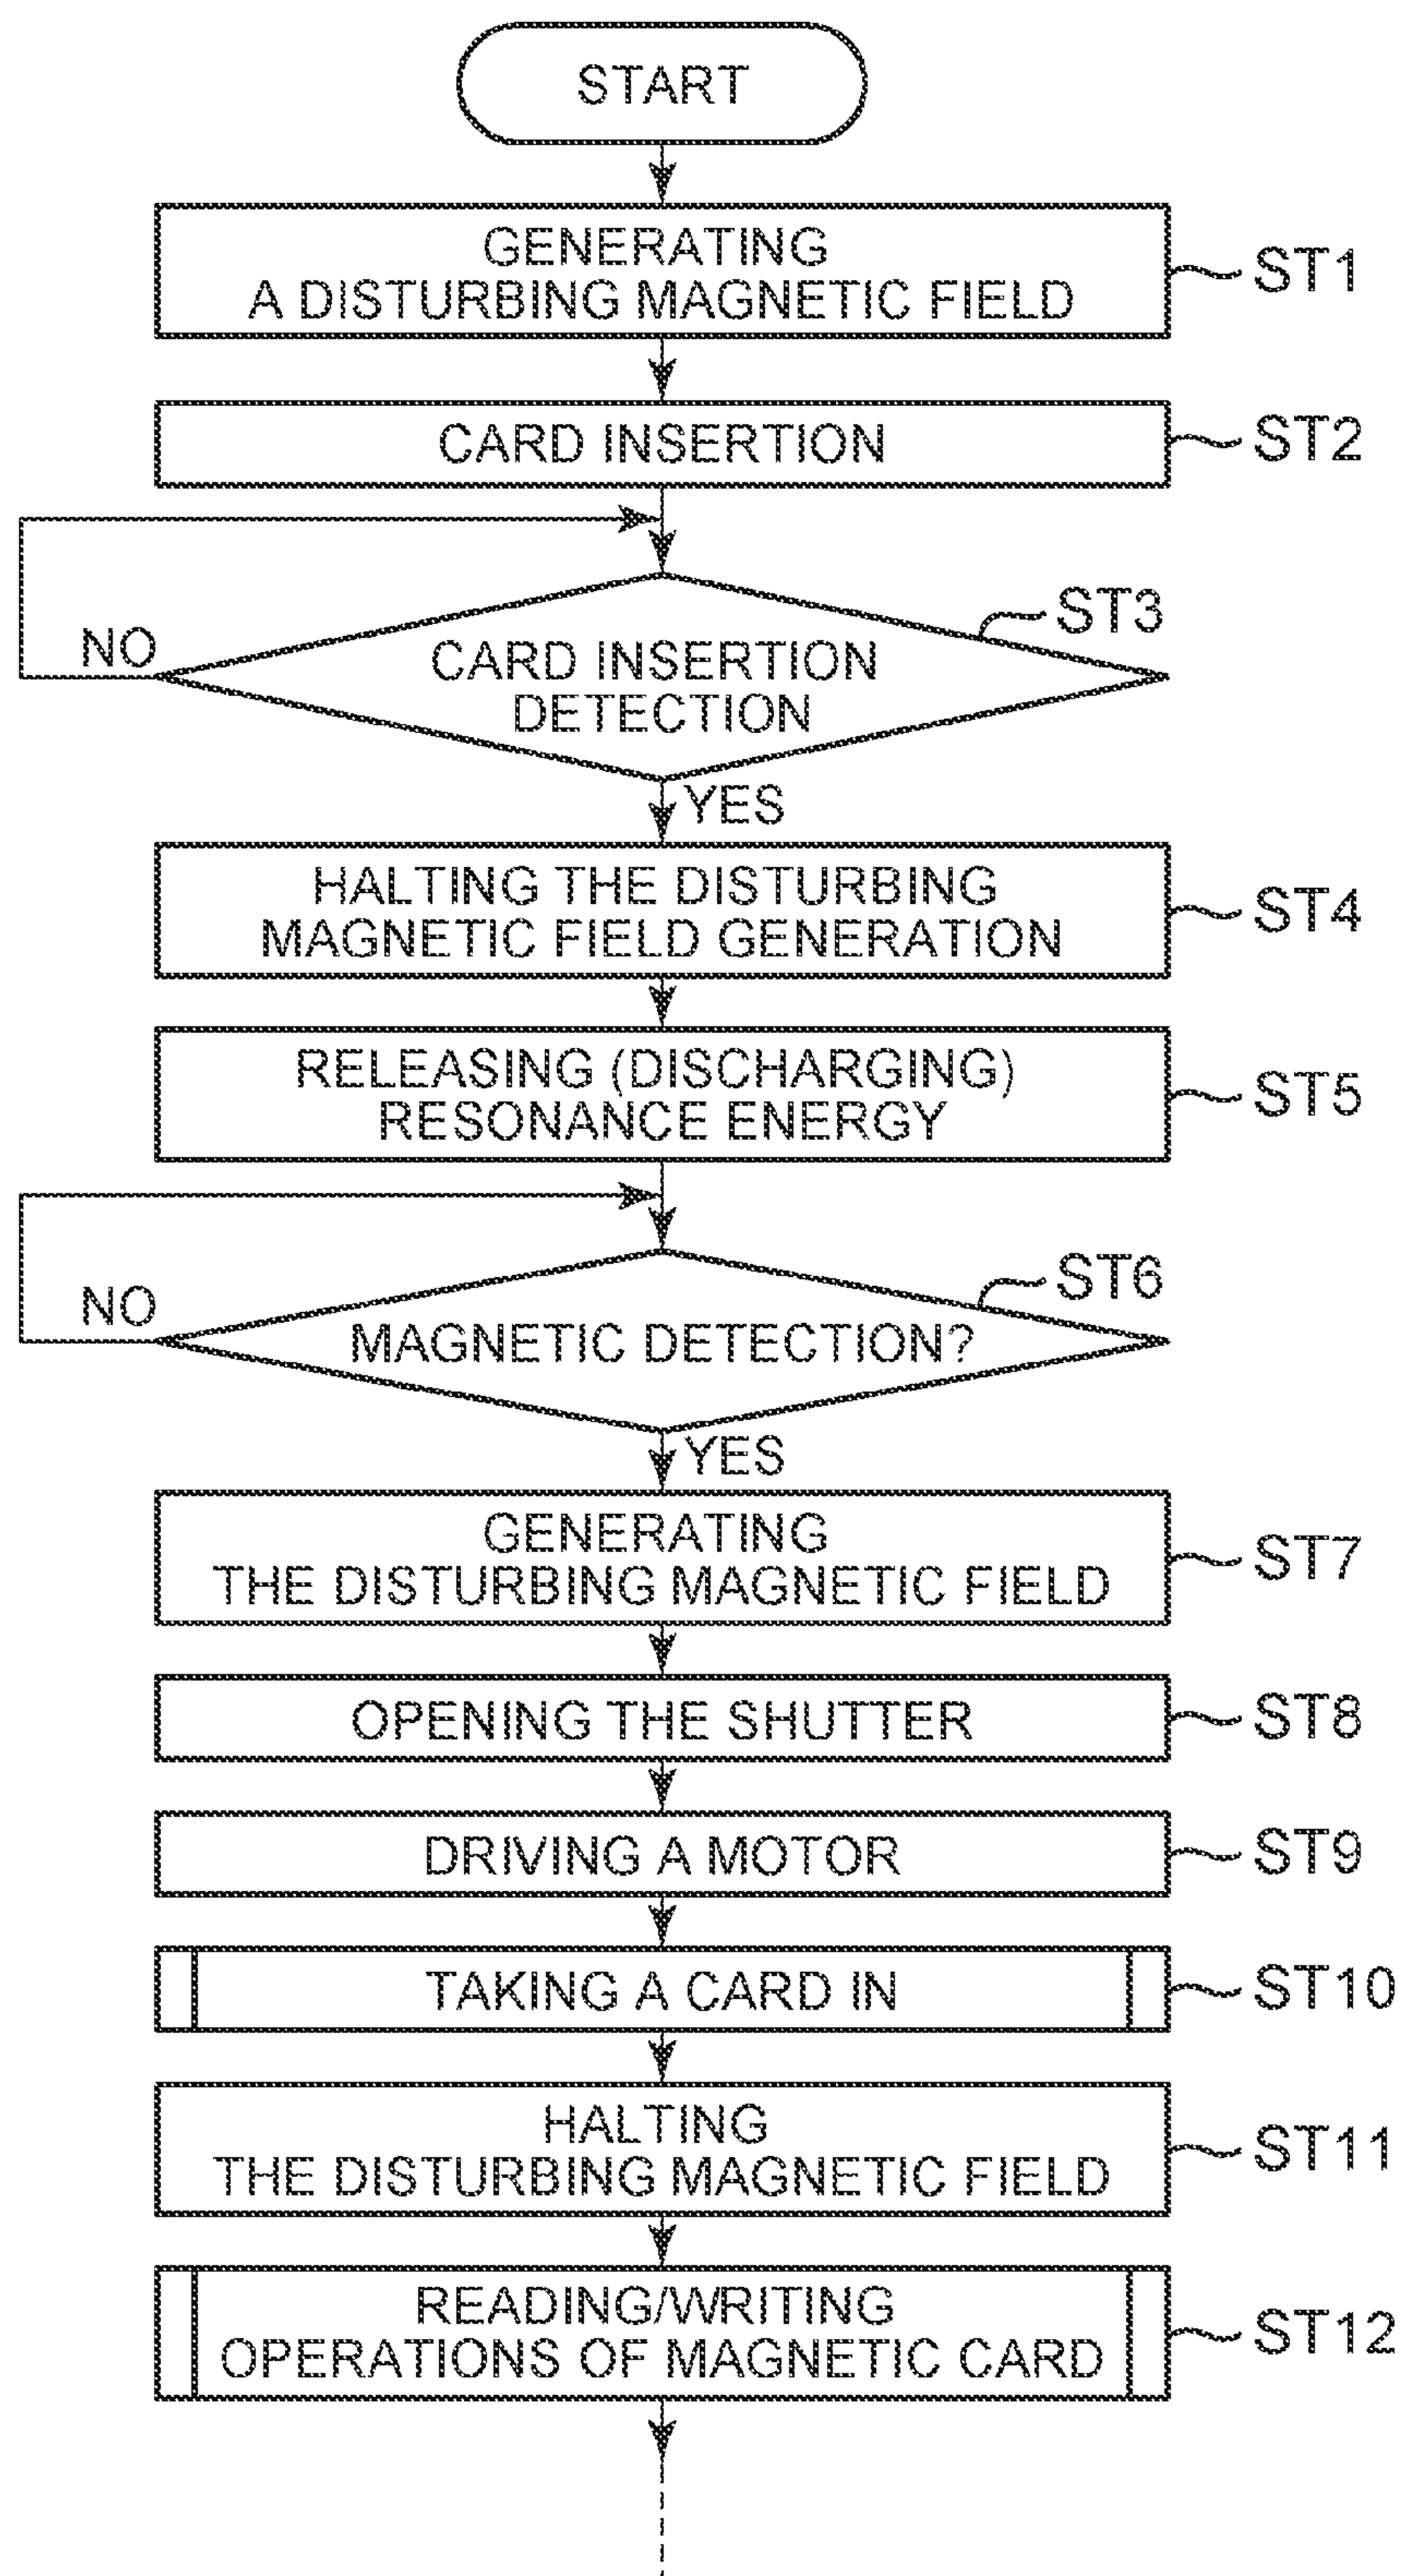 START
GENERATING
A DISTURBING MAGNETIC FIELD
ST1
CARD INSERTION
ST2
ST3
NO
CARD INSERTION
DETECTION
YES
HALTING THE DISTURBING
MAGNETIC FIELD GENERATION
ST4
RELEASING (DISCHARGING)
RESONANCE ENERGY
ST5
ST6
NO
MAGNETIC DETECTION?
YES
GENERATING
THE DISTURBING MAGNETIC FIELD
ST7
OPENING THE SHUTTER
ST8
DRIVING A MOTOR
ST9
TAKING A CARD IN
ST10
HALTING
THE DISTURBING MAGNETIC FIELD
ST11
READING/WRITING
OPERATIONS OF MAGNETIC CARD
ST12